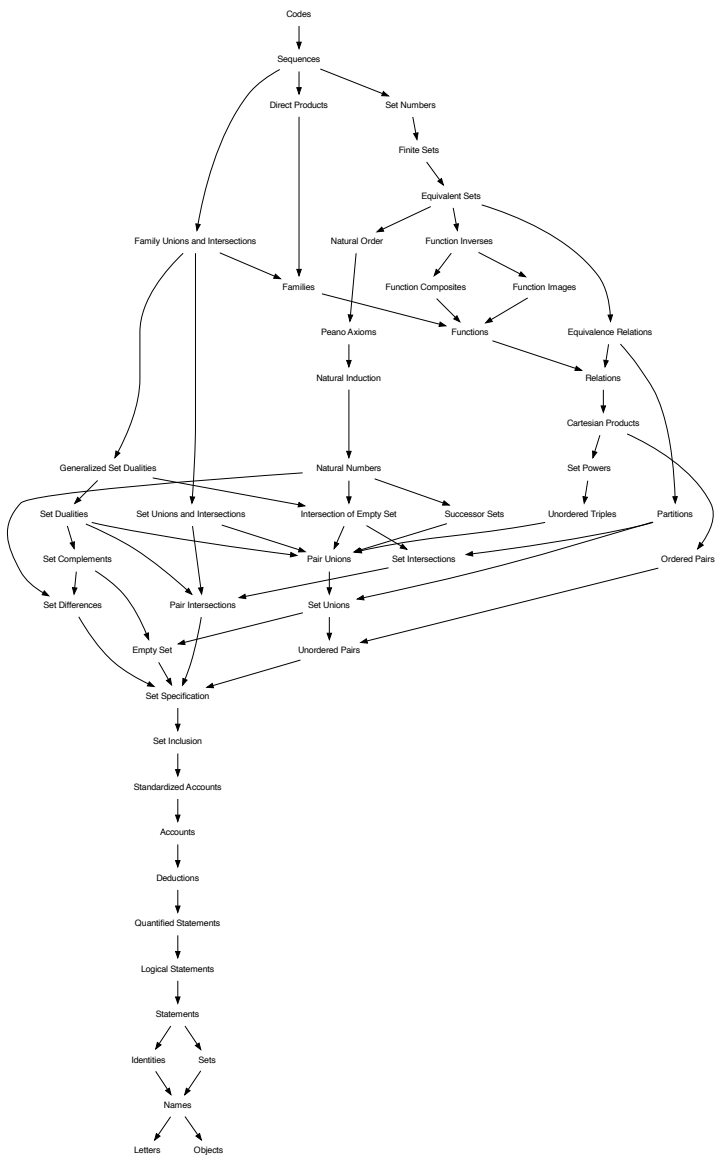 Codes
Sequences
Direct Products
Set Numbers
Finite Sets
Equivalent Sets
Family Unions and Intersections
Natural Order
Function Inverses
Families
Function Composites
Function Images
Peano Axioms
Functions
Equivalence Relations
Natural Induction
Relations
Cartesian Products
Generalized Set Dualities
Natural Numbers
Set Powers
Set Dualities
Set Unions and Intersections
Intersection of Empty Set
Successor Sets
Unordered Triples
Partitions
Set Complements
Pair Unions
Set Intersections
Ordered Pairs
Set Differences
Pair Intersections
Set Unions
Empty Set
Unordered Pairs
Set Specification
Set Inclusion
Standardized Accounts
Accounts
Deductions
Quantified Statements
Logical Statements
Statements
Identities
Sets
Names
Letters
Objects